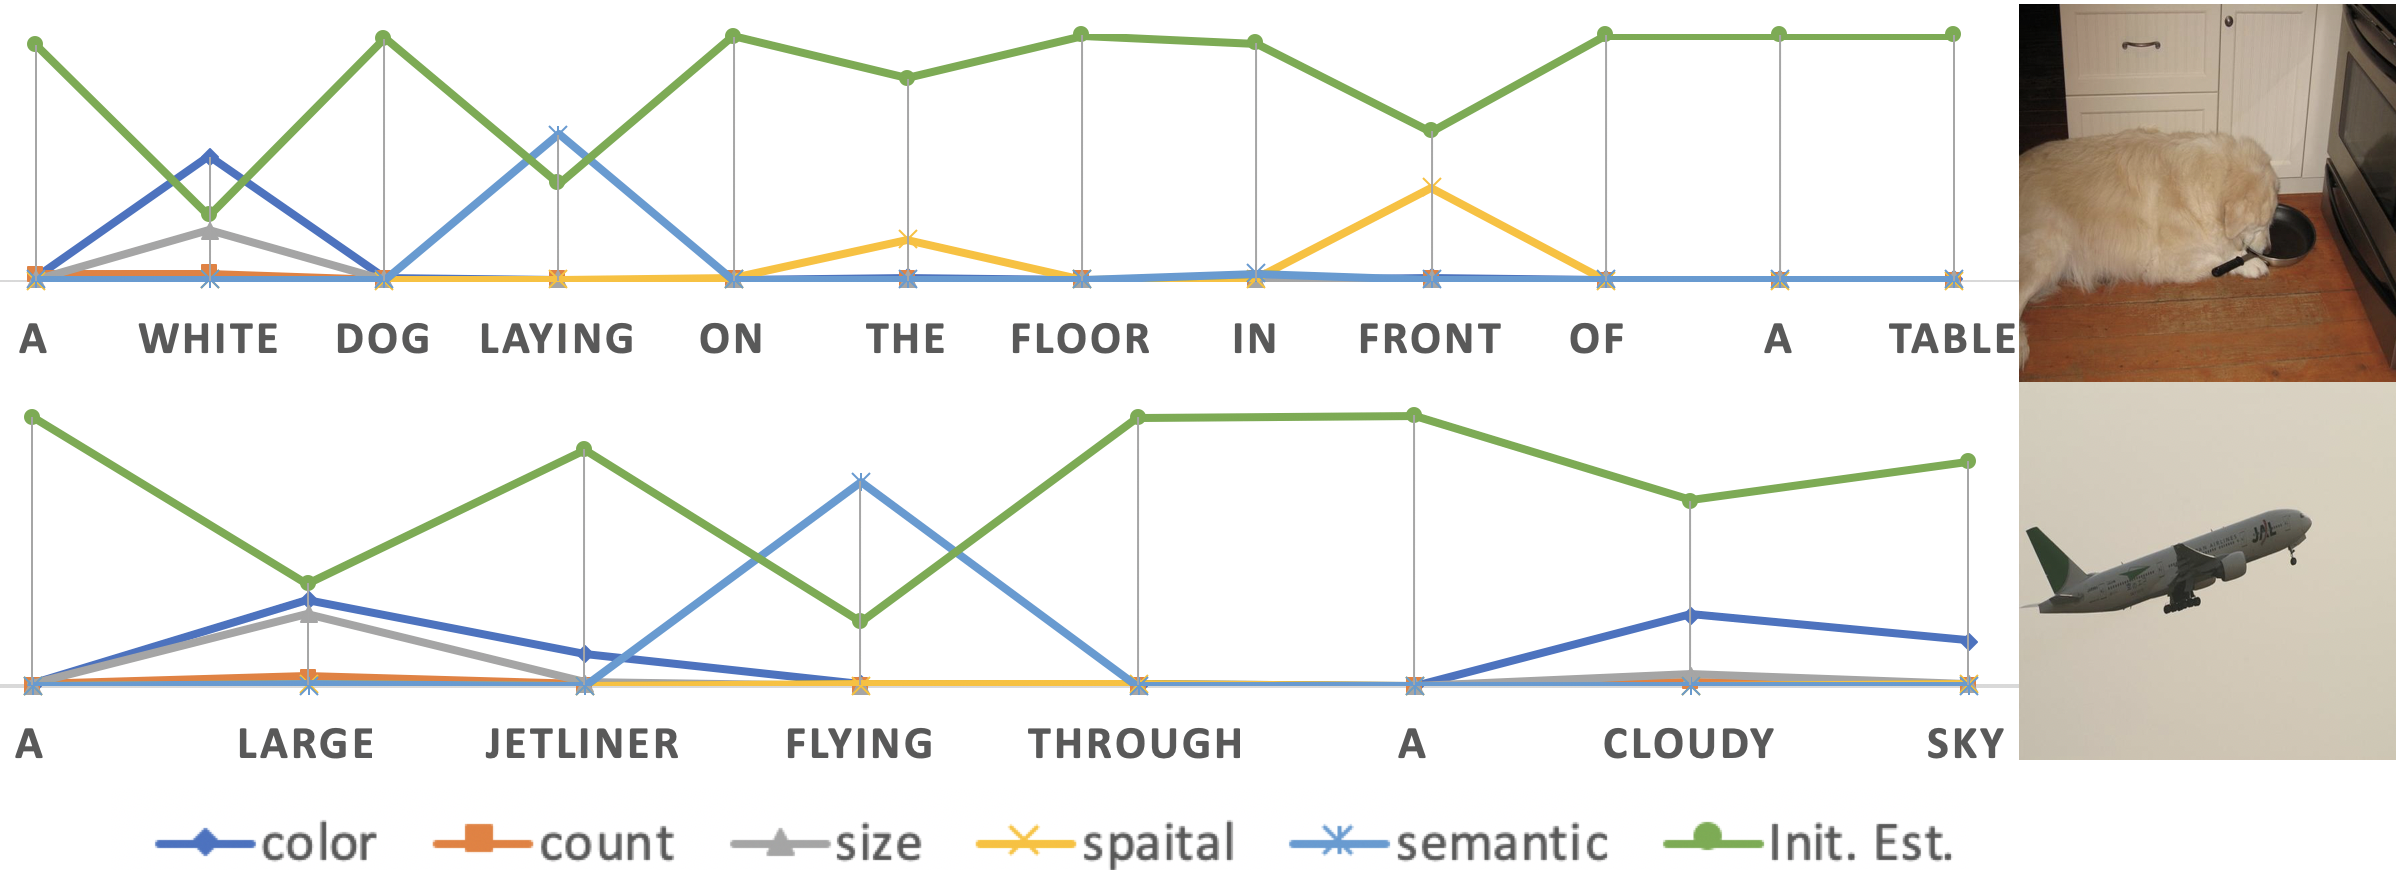 A WHITE DOG LAYING ON THE FLOOR IN FRONT OF A TABLE
JAL
A LARGE JETLINER FLYING THROUGH A CLOUDY SKY
color count size spaital semantic Init. Est.